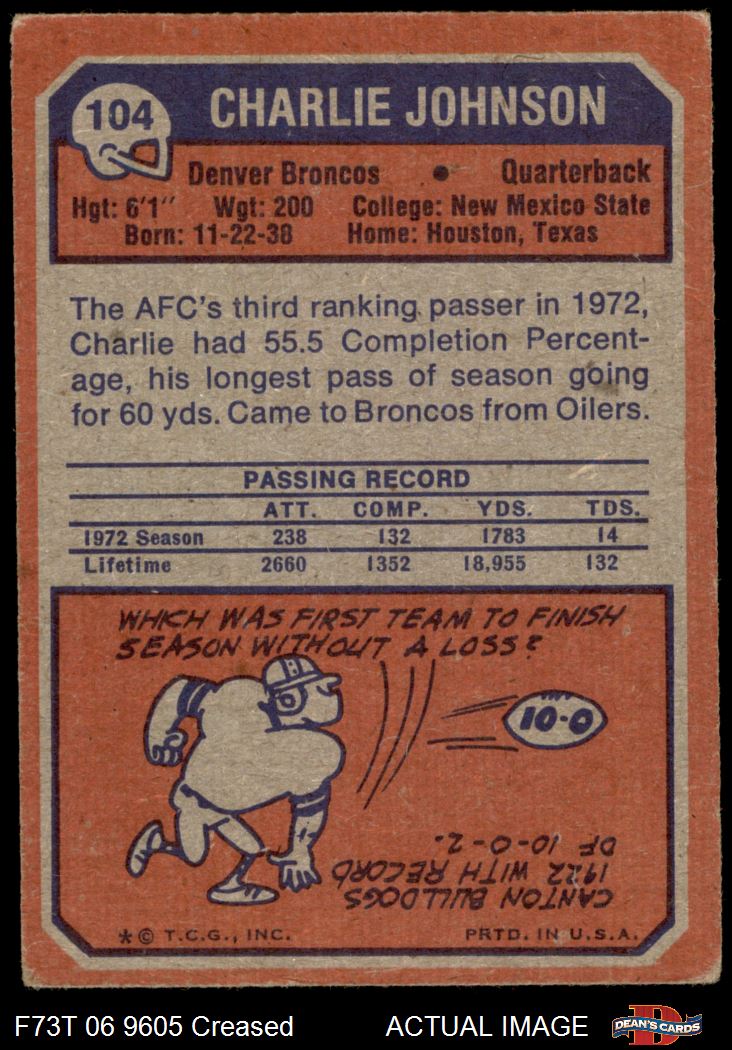 104
CHARLIE JOHNSON
Denver Broncos • Quarterback
Hgt: 6'1" Wgt: 200 College: New Mexico State
Born: 11-22-38 Home: Houston, Texas
The AFC's third ranking passer in 1972,
Charlie had 55.5 Completion Percent-
age, his longest pass of season going
for 60 yds. Came to Broncos from Oilers.
PASSING RECORD
ATT. COMP. YDS. TDS.
1972 Season 238 132 1783 14
Lifetime 2660 1352 18,955 132
WHICH WAS FIRST TEAM TO FINISH
SEASON WITHOUT A LOSS?
10-0
CANTON BULLDOGS
1922 WITH RECORD
OF 10-0-2.
* © T.C.G., INC. PRTD. IN U.S.A.
F73T 06 9605 Creased ACTUAL IMAGE
D
DEAN'S CARDS